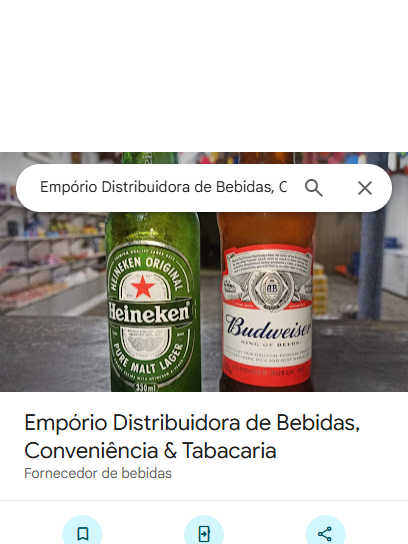 Empório Distribuidora de Bebidas, C
HEINEKEN ORIGINAL
Heineken
PURE MALT LAGER
330ml
Budweiser
KING OF BEERS
Empório Distribuidora de Bebidas,
Conveniência & Tabacaria
Fornecedor de bebidas